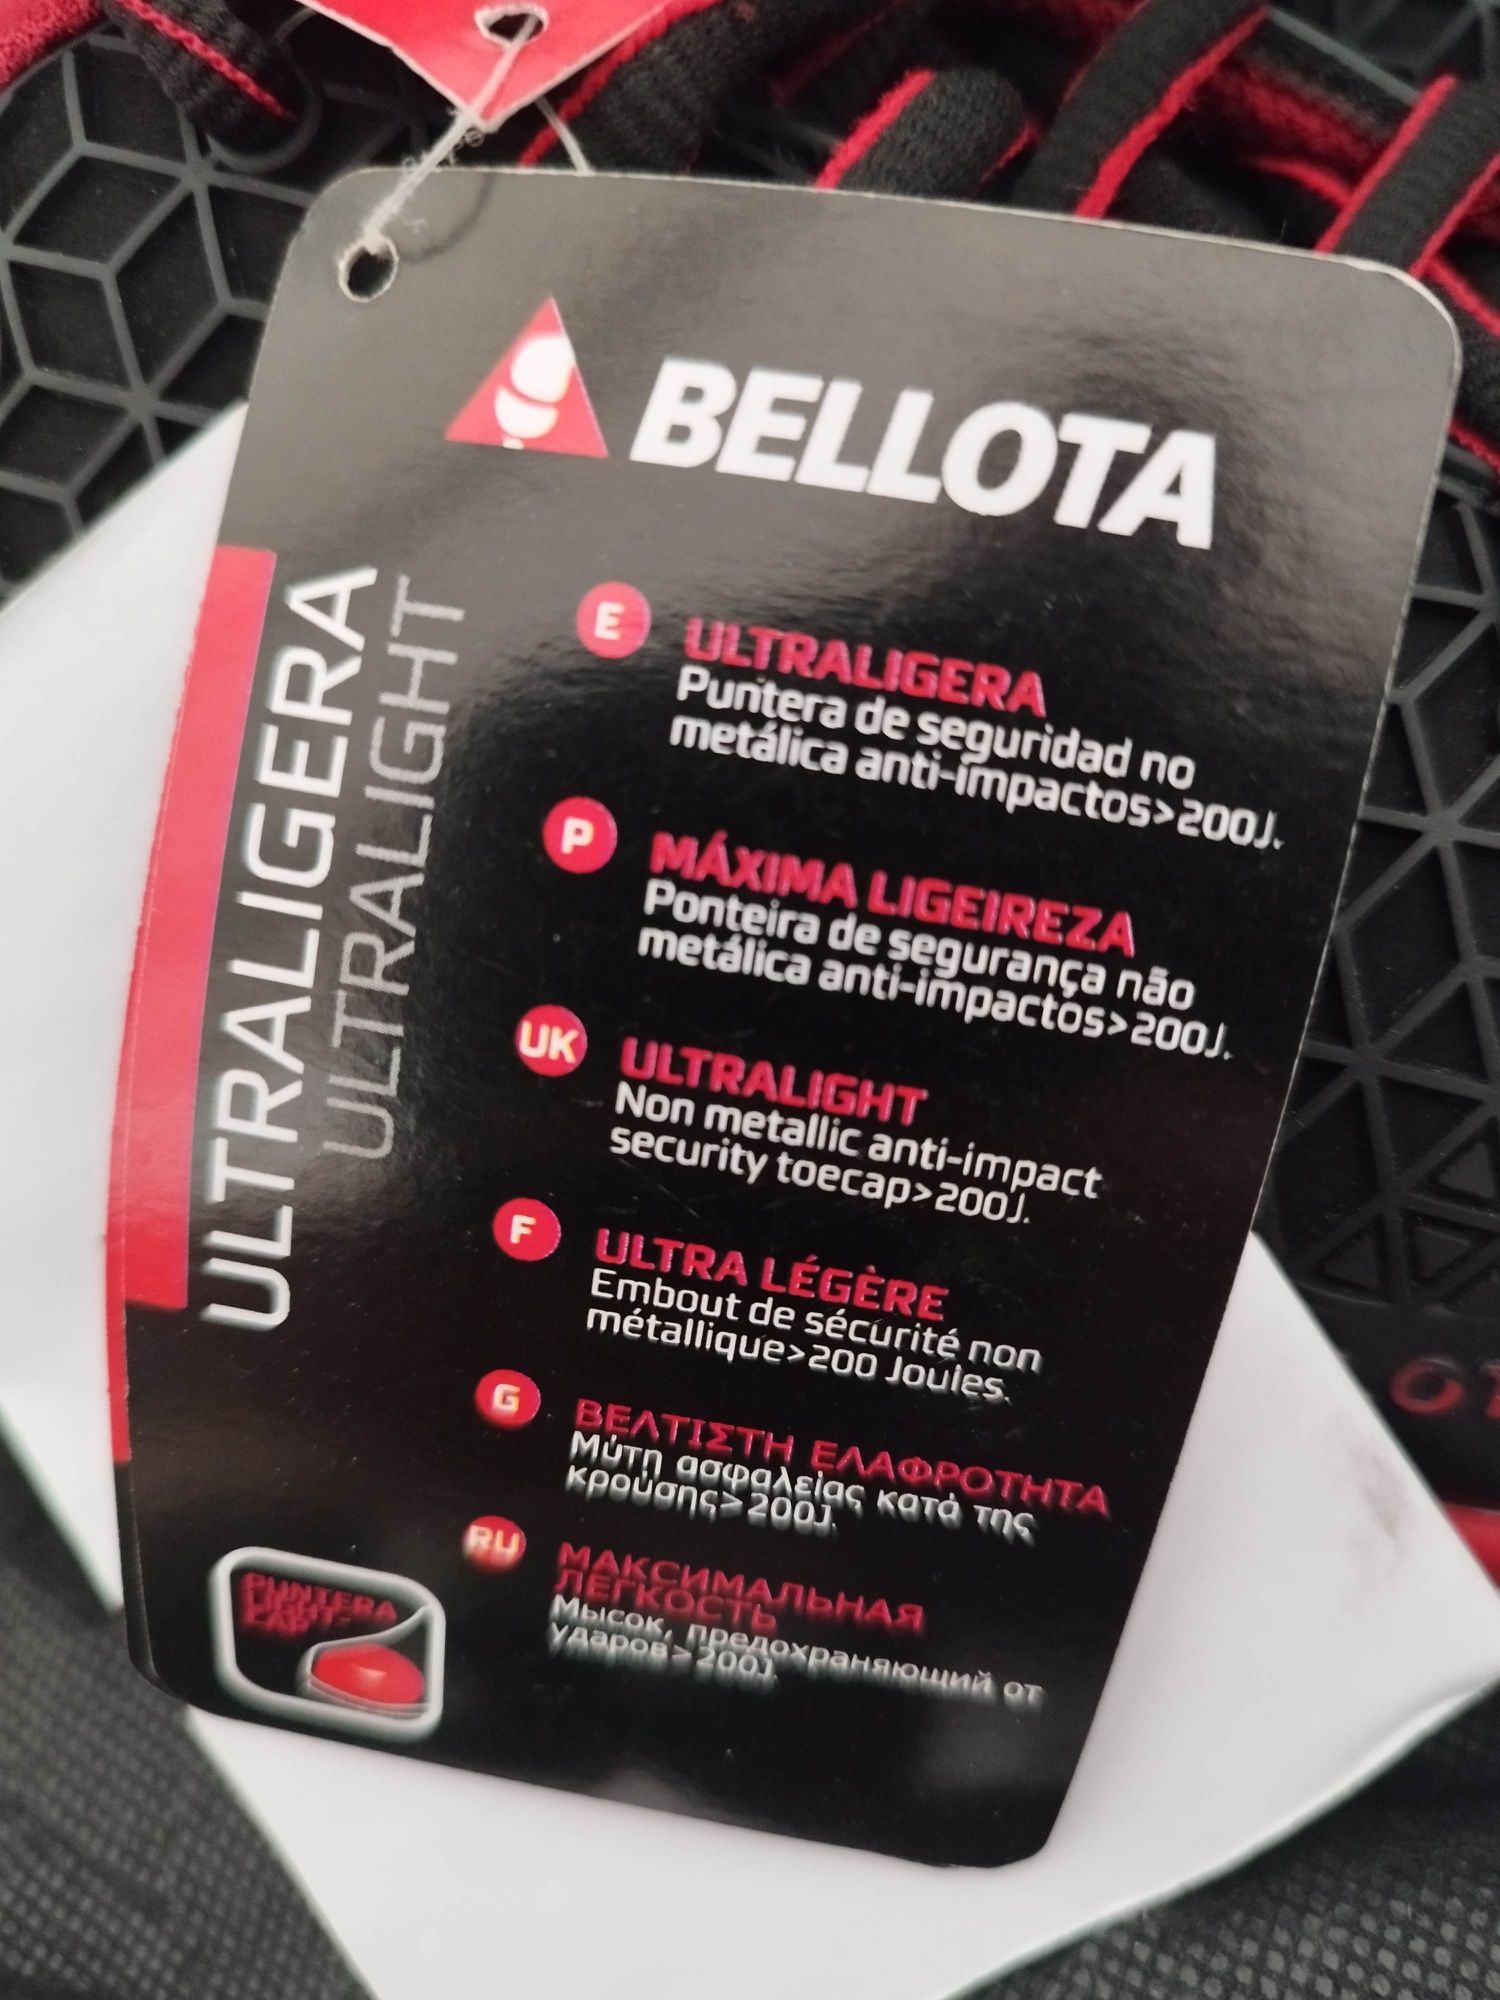 BELLOTA
ULTRALIGERA
ULTRALIGHT
E
ULTRALIGERA
Puntera de seguridad no
metálica anti-impactos>200J.
P
MÁXIMA LIGEIREZA
Ponteira de segurança não
metálica anti-impactos>200J.
UK
ULTRALIGHT
Non metallic anti-impact
security toecap>200J.
F
ULTRA LÉGÈRE
Embout de sécurité non
métallique>200 Joules.
G
ΒΕΛΤΙΣΤΗ ΕΛΑΦΡΟΤΗΤΑ
Μύτη ασφαλείας κατά της
κρούσης>200J.
RU
МАКСИМАЛЬНАЯ
ЛЕГКОСТЬ
Мысок, предохраняющий от
ударов>200J.
PUNTERA